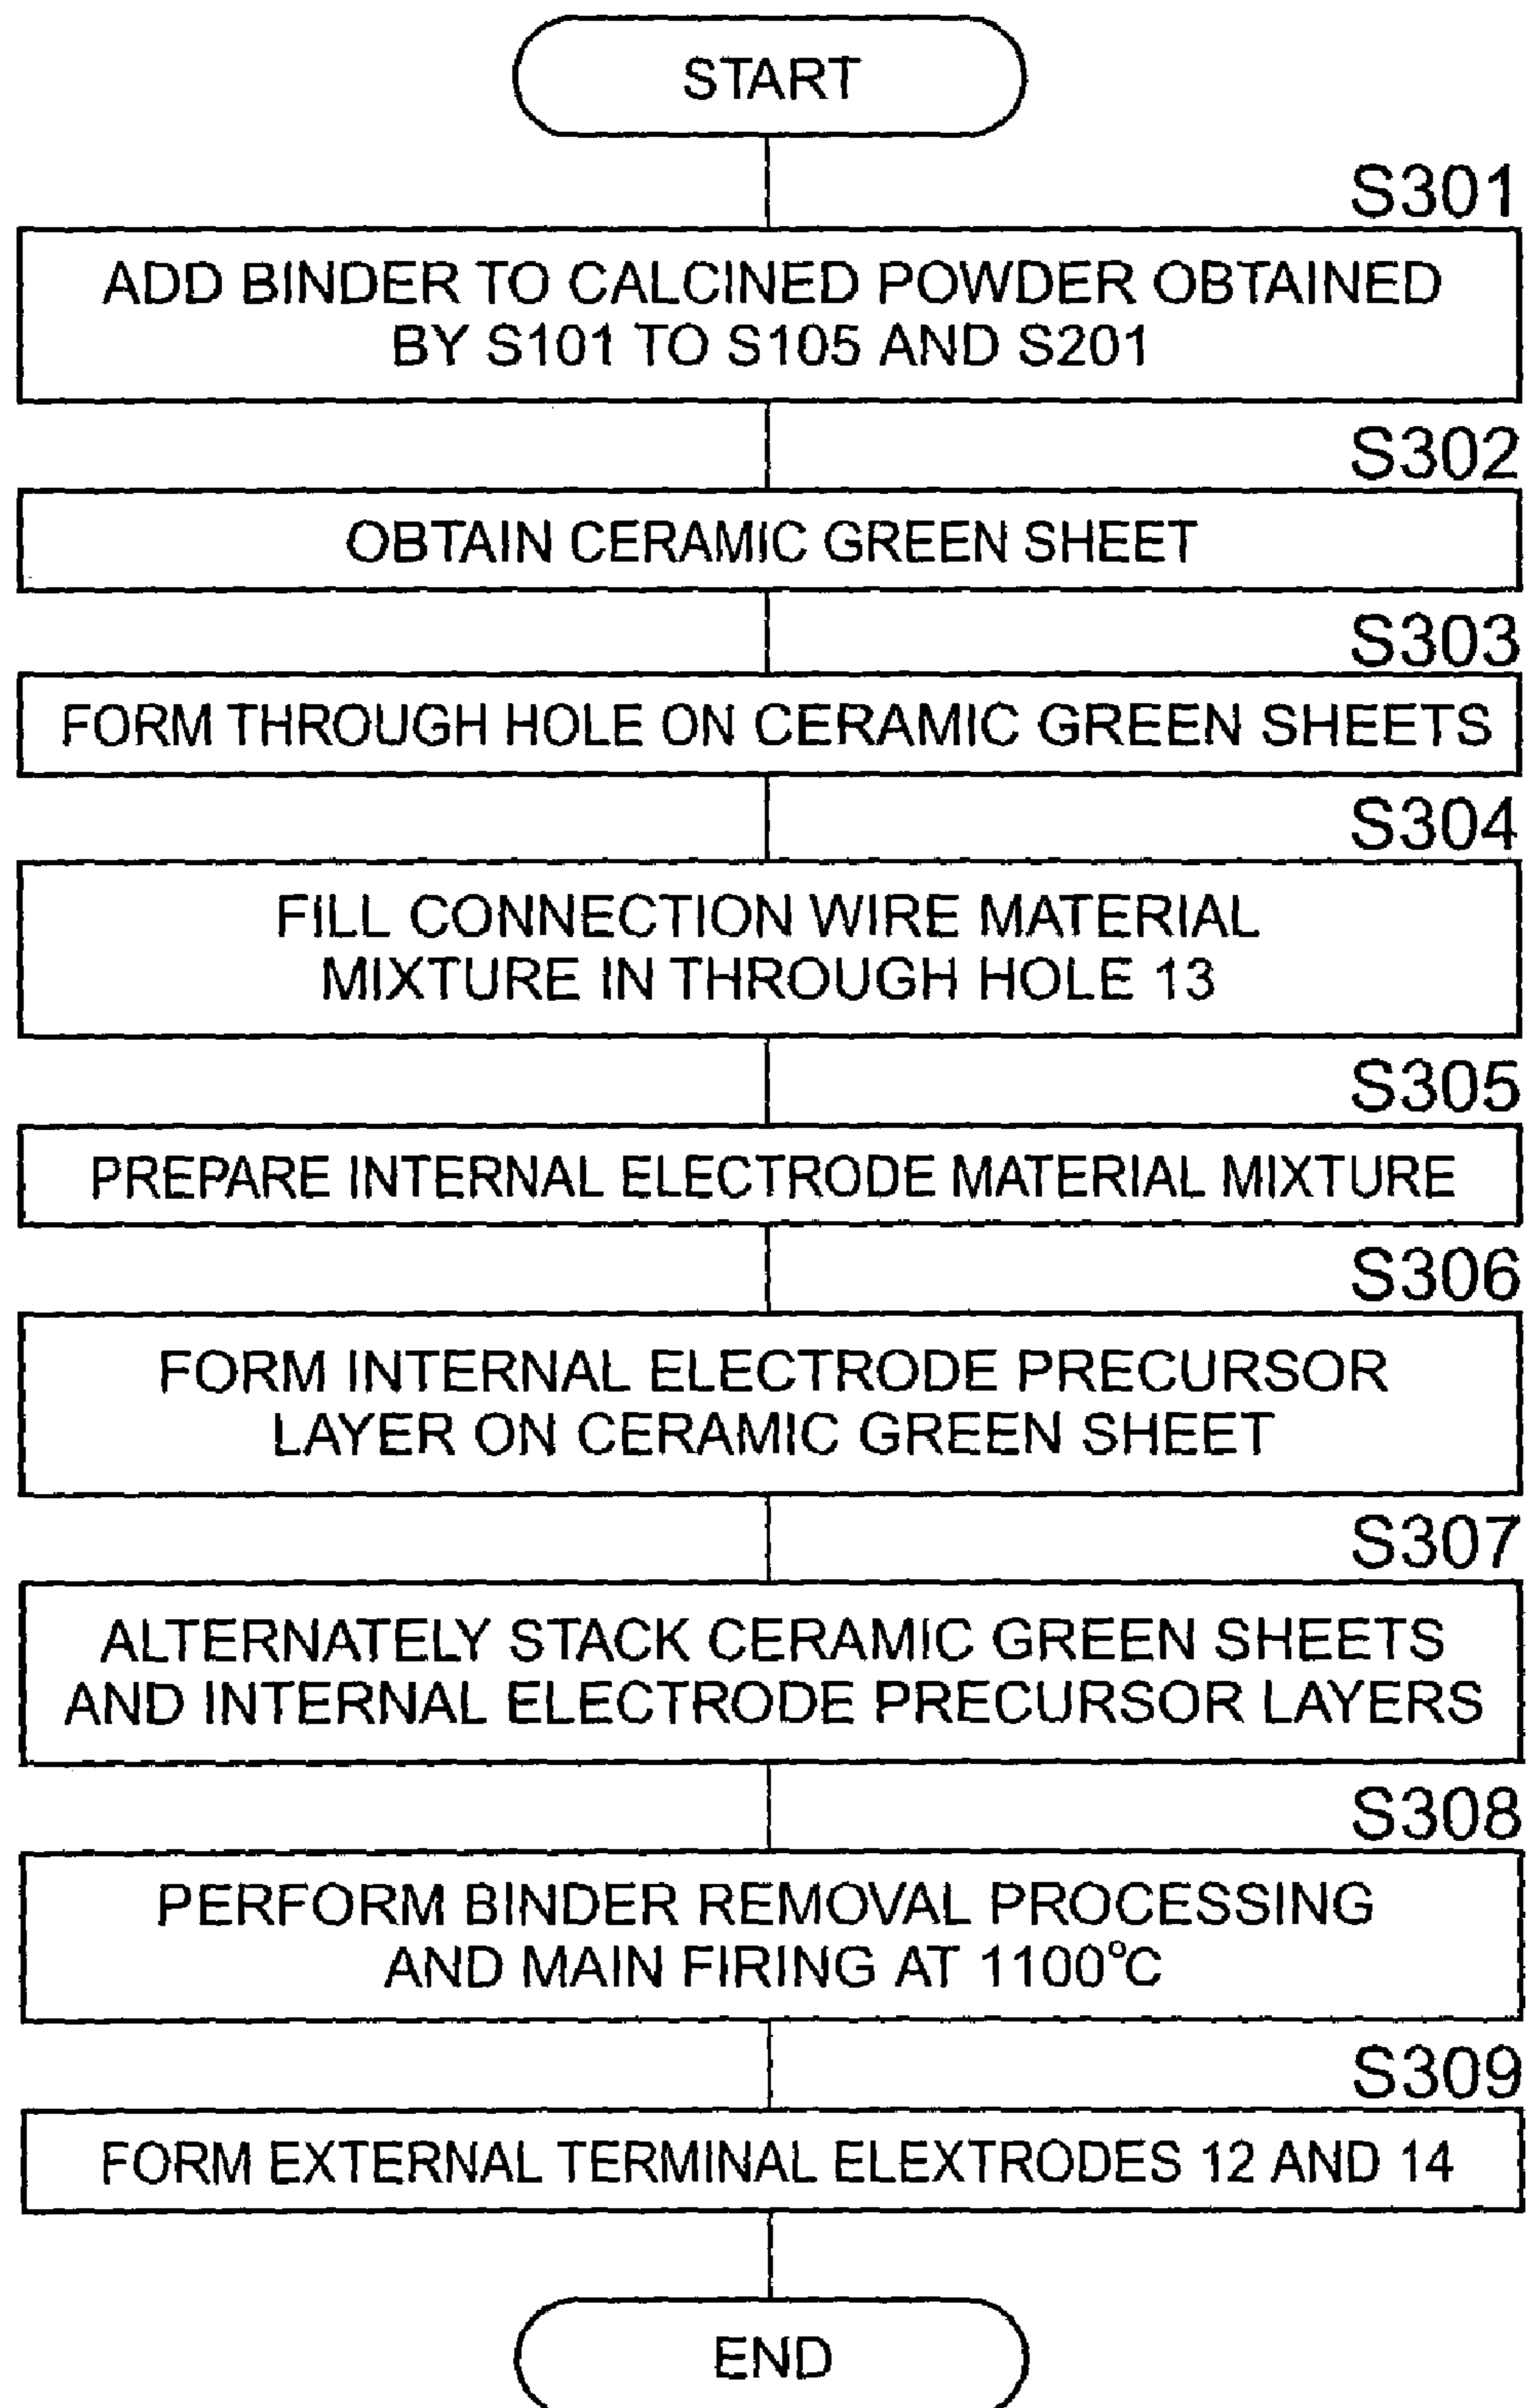 START
S301
ADD BINDER TO CALCINED POWDER OBTAINED
BY S101 TO S105 AND S201
S302
OBTAIN CERAMIC GREEN SHEET
S303
FORM THROUGH HOLE ON CERAMIC GREEN SHEETS
S304
FILL CONNECTION WIRE MATERIAL
MIXTURE IN THROUGH HOLE 13
S305
PREPARE INTERNAL ELECTRODE MATERIAL MIXTURE
S306
FORM INTERNAL ELECTRODE PRECURSOR
LAYER ON CERAMIC GREEN SHEET
S307
ALTERNATELY STACK CERAMIC GREEN SHEETS
AND INTERNAL ELECTRODE PRECURSOR LAYERS
S308
PERFORM BINDER REMOVAL PROCESSING
AND MAIN FIRING AT 1100°C
S309
FORM EXTERNAL TERMINAL ELEXTRODES 12 AND 14
END